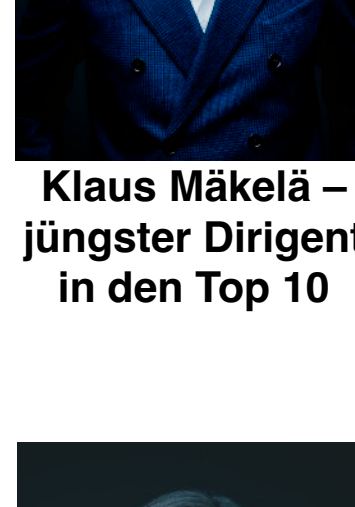 Klaus Mäkelä –
jüngster Dirigent
in den Top 10